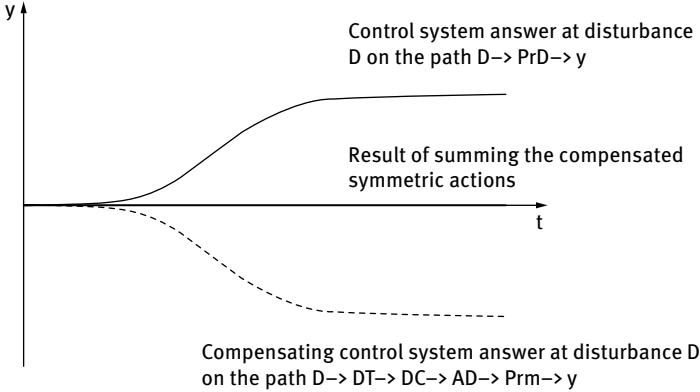 y
Control system answer at disturbance
D on the path D–> PrD–> y
Result of summing the compensated
symmetric actions
t
Compensating control system answer at disturbance D
on the path D–> DT–> DC–> AD–> Prm–> y